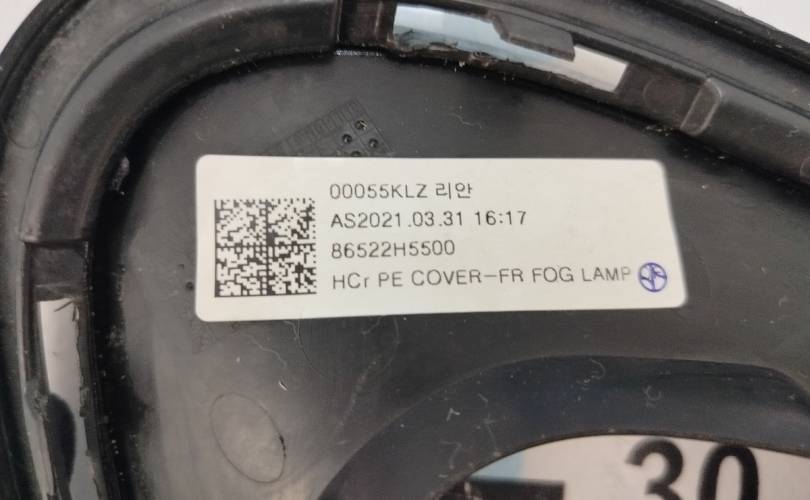 00055KLZ 리안
AS2021.03.31 16:17
86522H5500
HCr PE COVER-FR FOG LAMP
30